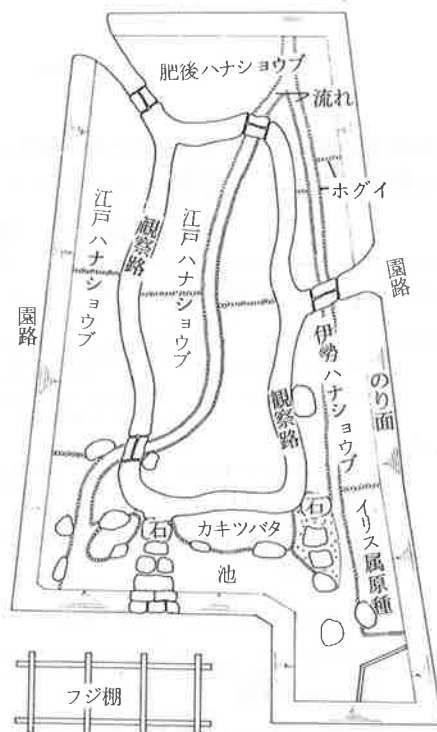 肥後ハナショウブ
流れ
ホグイ
江戸ハナショウブ
観察路
江戸ハナショウブ
園路
園路
伊勢ハナショウブ
のり面
観察路
石
カキツバタ
石
イリス属原種
池
フジ棚